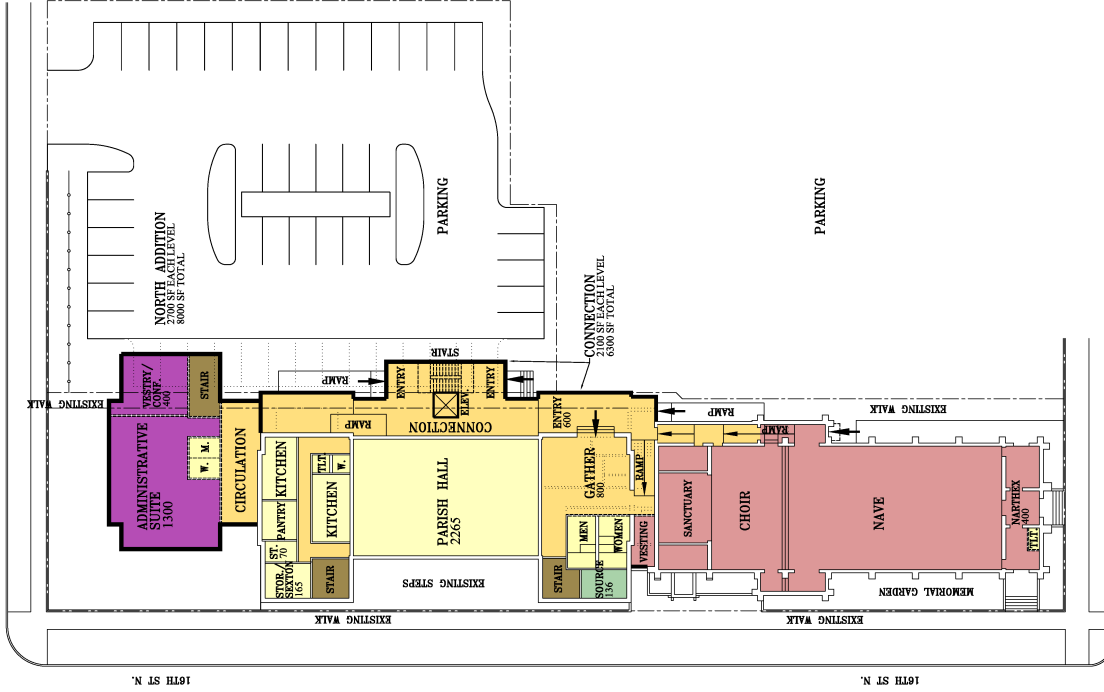 PARKING
PARKING
NORTH ADDITION
2700 SF EACH LEVEL
8000 SF TOTAL
CONNECTION
2100 SF EACH LEVEL
6300 SF TOTAL
STAIR
VESTRY/
CONF.
400
STAIR
RAMP
ENTRY
ENTRY
ELEV.
EXISTING WALK
RAMP
CONNECTION
ENTRY
600
RAMP
EXISTING WALK
RAMP
ADMINISTRATIVE
SUITE
1300
W.
M.
CIRCULATION
KITCHEN
TLT.
W.
KITCHEN
PANTRY
ST.
70
STOR./
SEXTON
165
STAIR
PARISH HALL
2265
EXISTING STEPS
GATHER
800
RAMP
MEN
WOMEN
VESTING
STAIR
SOURCE
136
SANCTUARY
CHOIR
NAVE
NARTHEX
400
TLT.
MEMORIAL GARDEN
EXISTING WALK
EXISTING WALK
16TH ST N.
16TH ST N.